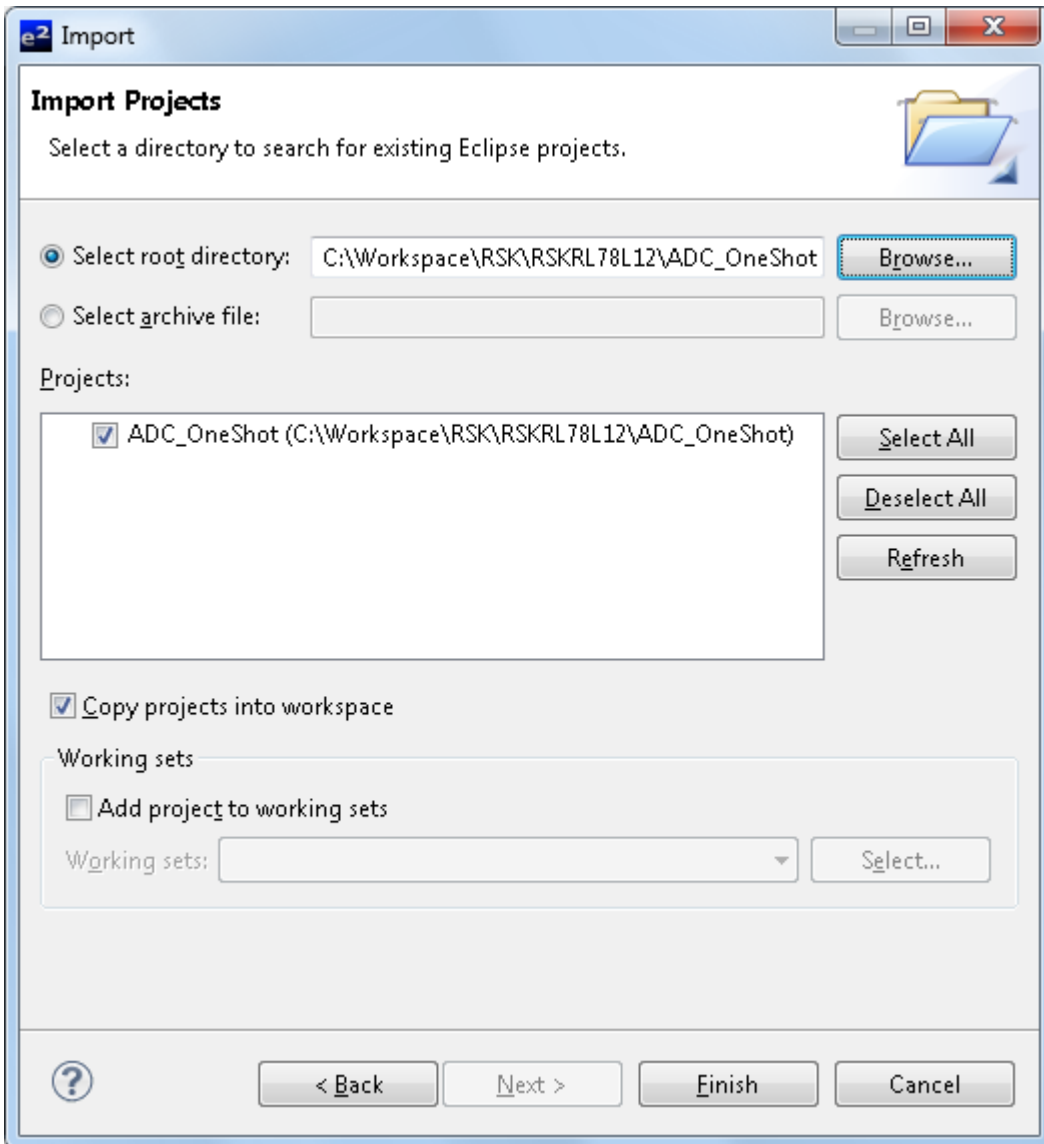 e² Import
Import Projects
Select a directory to search for existing Eclipse projects.
Select root directory: C:\Workspace\RSK\RSKRL78L12\ADC_OneShot Browse...
Select archive file: Browse...
Projects:
ADC_OneShot (C:\Workspace\RSK\RSKRL78L12\ADC_OneShot) Select All
Deselect All
Refresh
Copy projects into workspace
Working sets
Add project to working sets
Working sets: Select...
? < Back Next > Finish Cancel